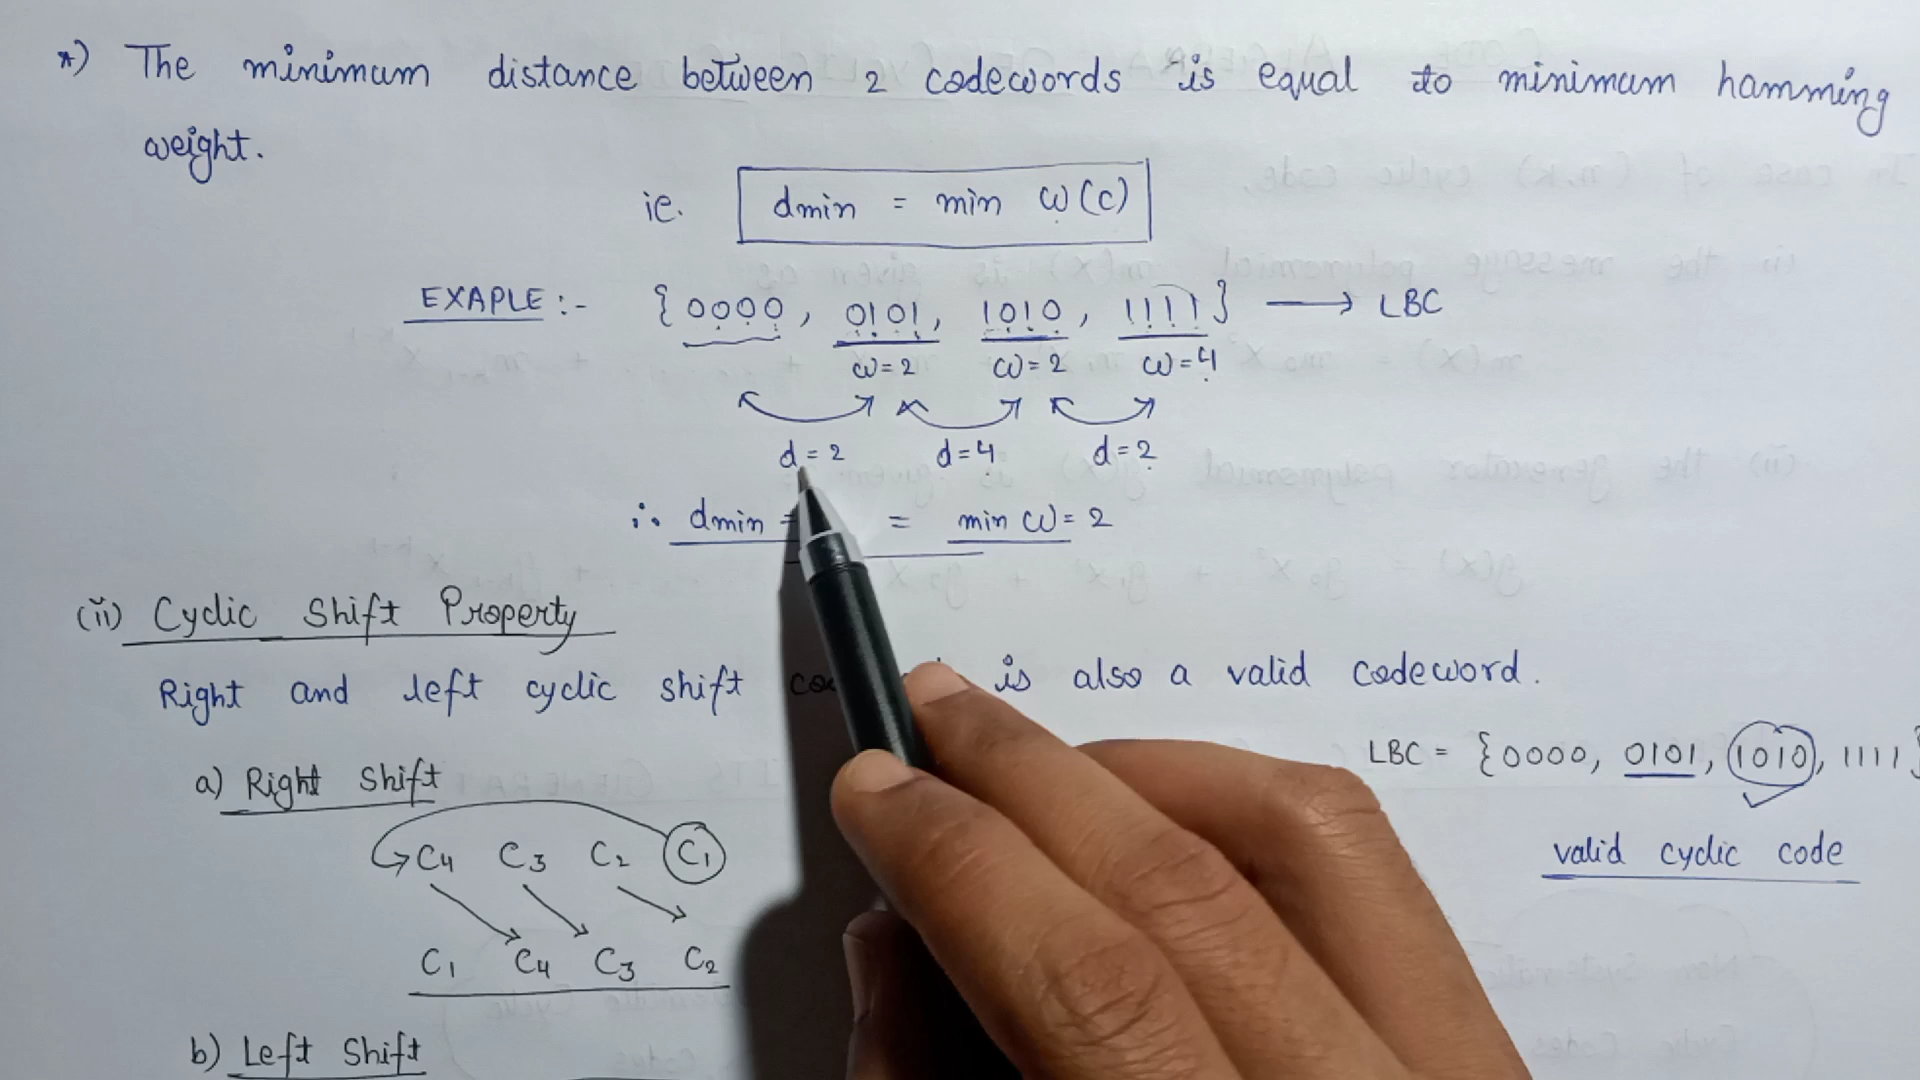 *) The minimum distance between 2 codewords is equal to minimum hamming
weight.
ie. dmin = min w(c)
EXAPLE :- {0000, 0101, 1010, 1111} → LBC
w=2 w=2 w=4
d=2 d=4 d=2
∴ dmin = = min w = 2
(ii) Cyclic Shift Property
Right and left cyclic shift is also a valid codeword.
LBC = {0000, 0101, 1010, 1111}
a) Right Shift
valid cyclic code
C4 C3 C2 C1
C1 C4 C3 C2
b) Left Shift